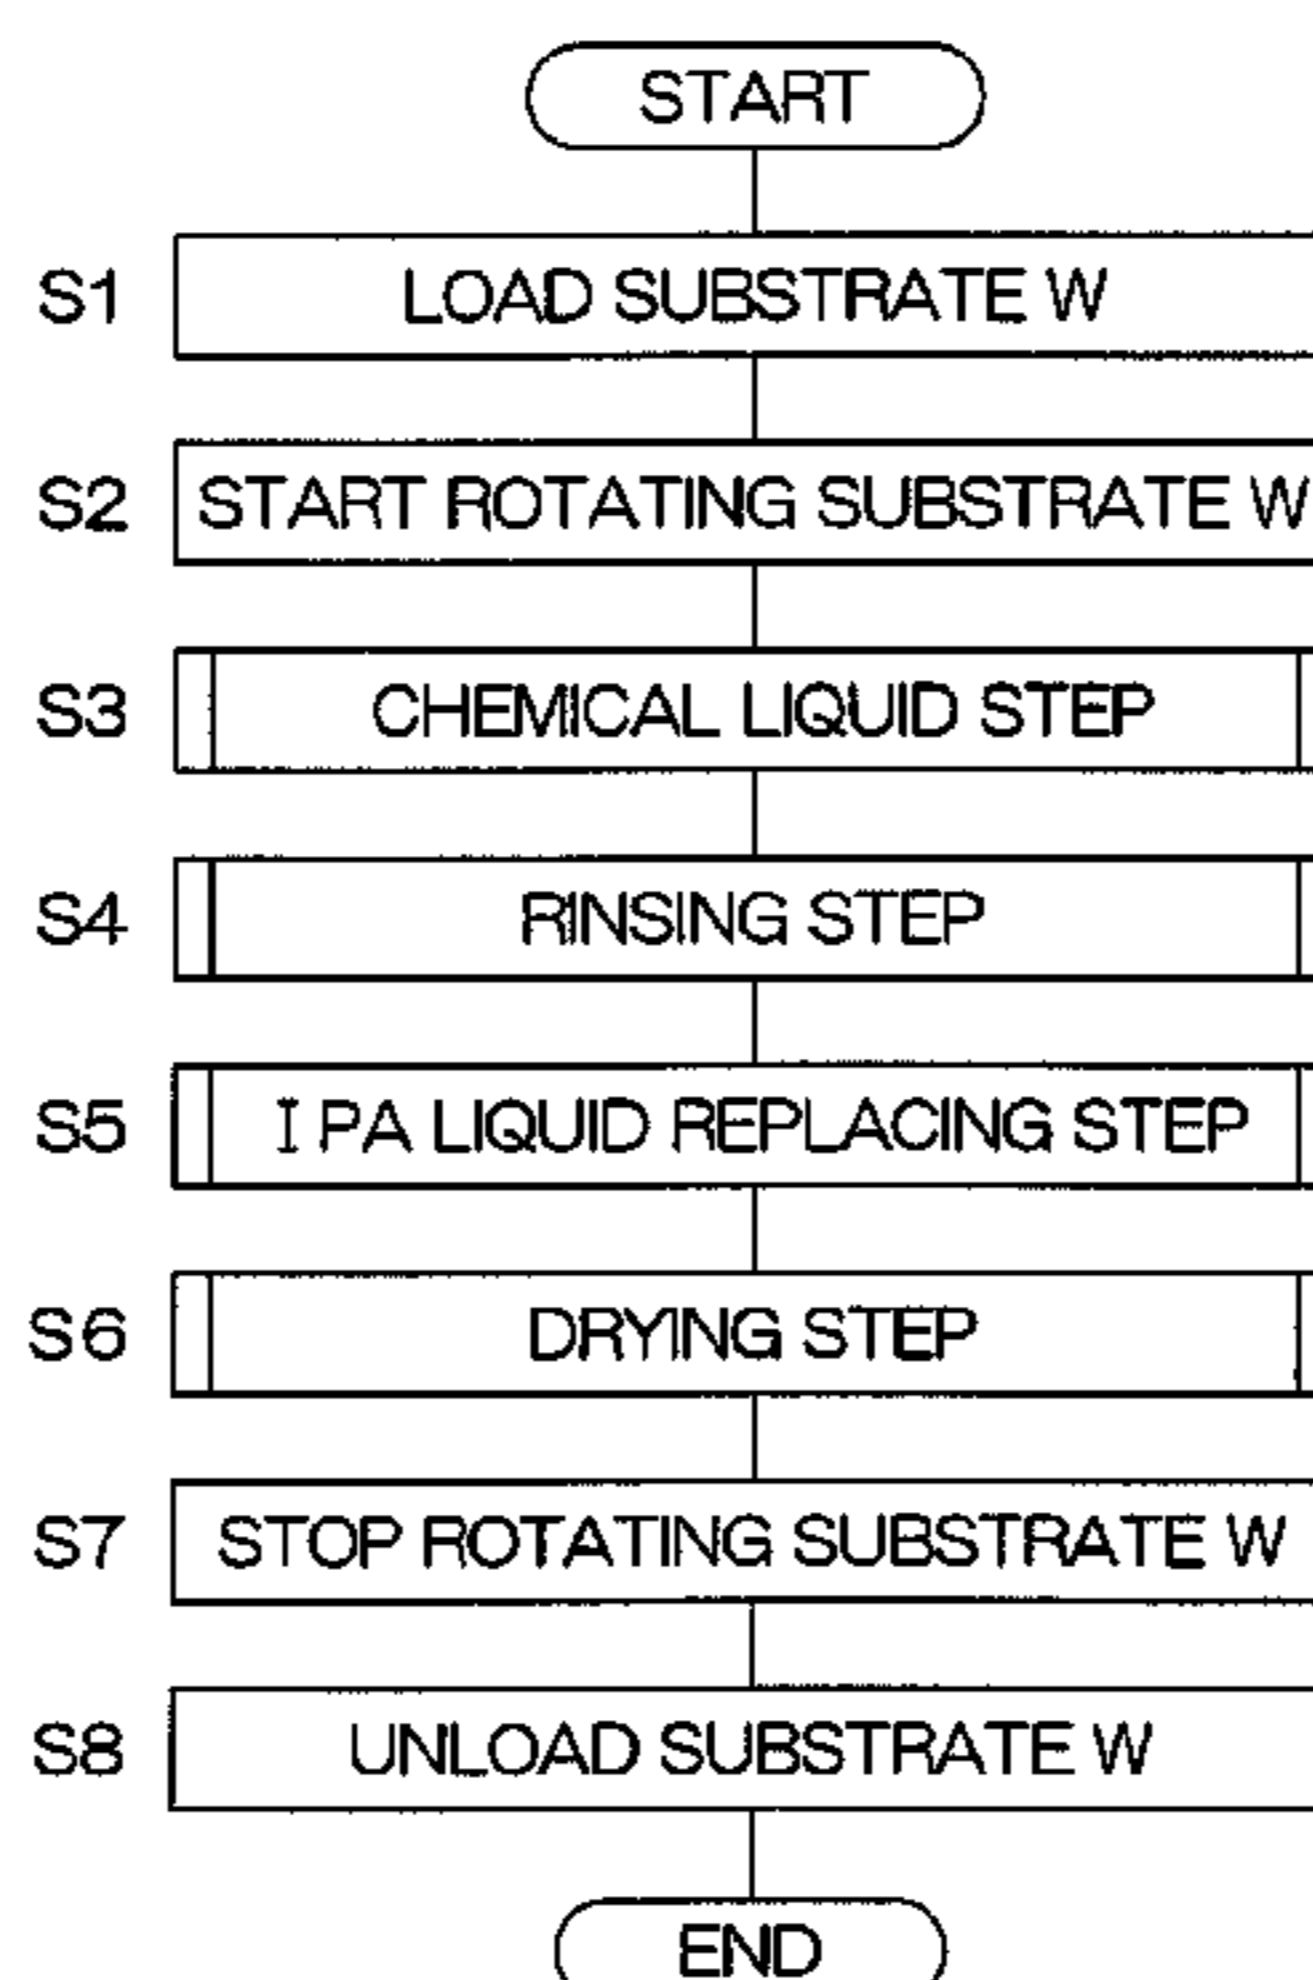 START
S1 LOAD SUBSTRATE W
S2 START ROTATING SUBSTRATE W
S3 CHEMICAL LIQUID STEP
S4 RINSING STEP
S5 IPA LIQUID REPLACING STEP
S6 DRYING STEP
S7 STOP ROTATING SUBSTRATE W
S8 UNLOAD SUBSTRATE W
END